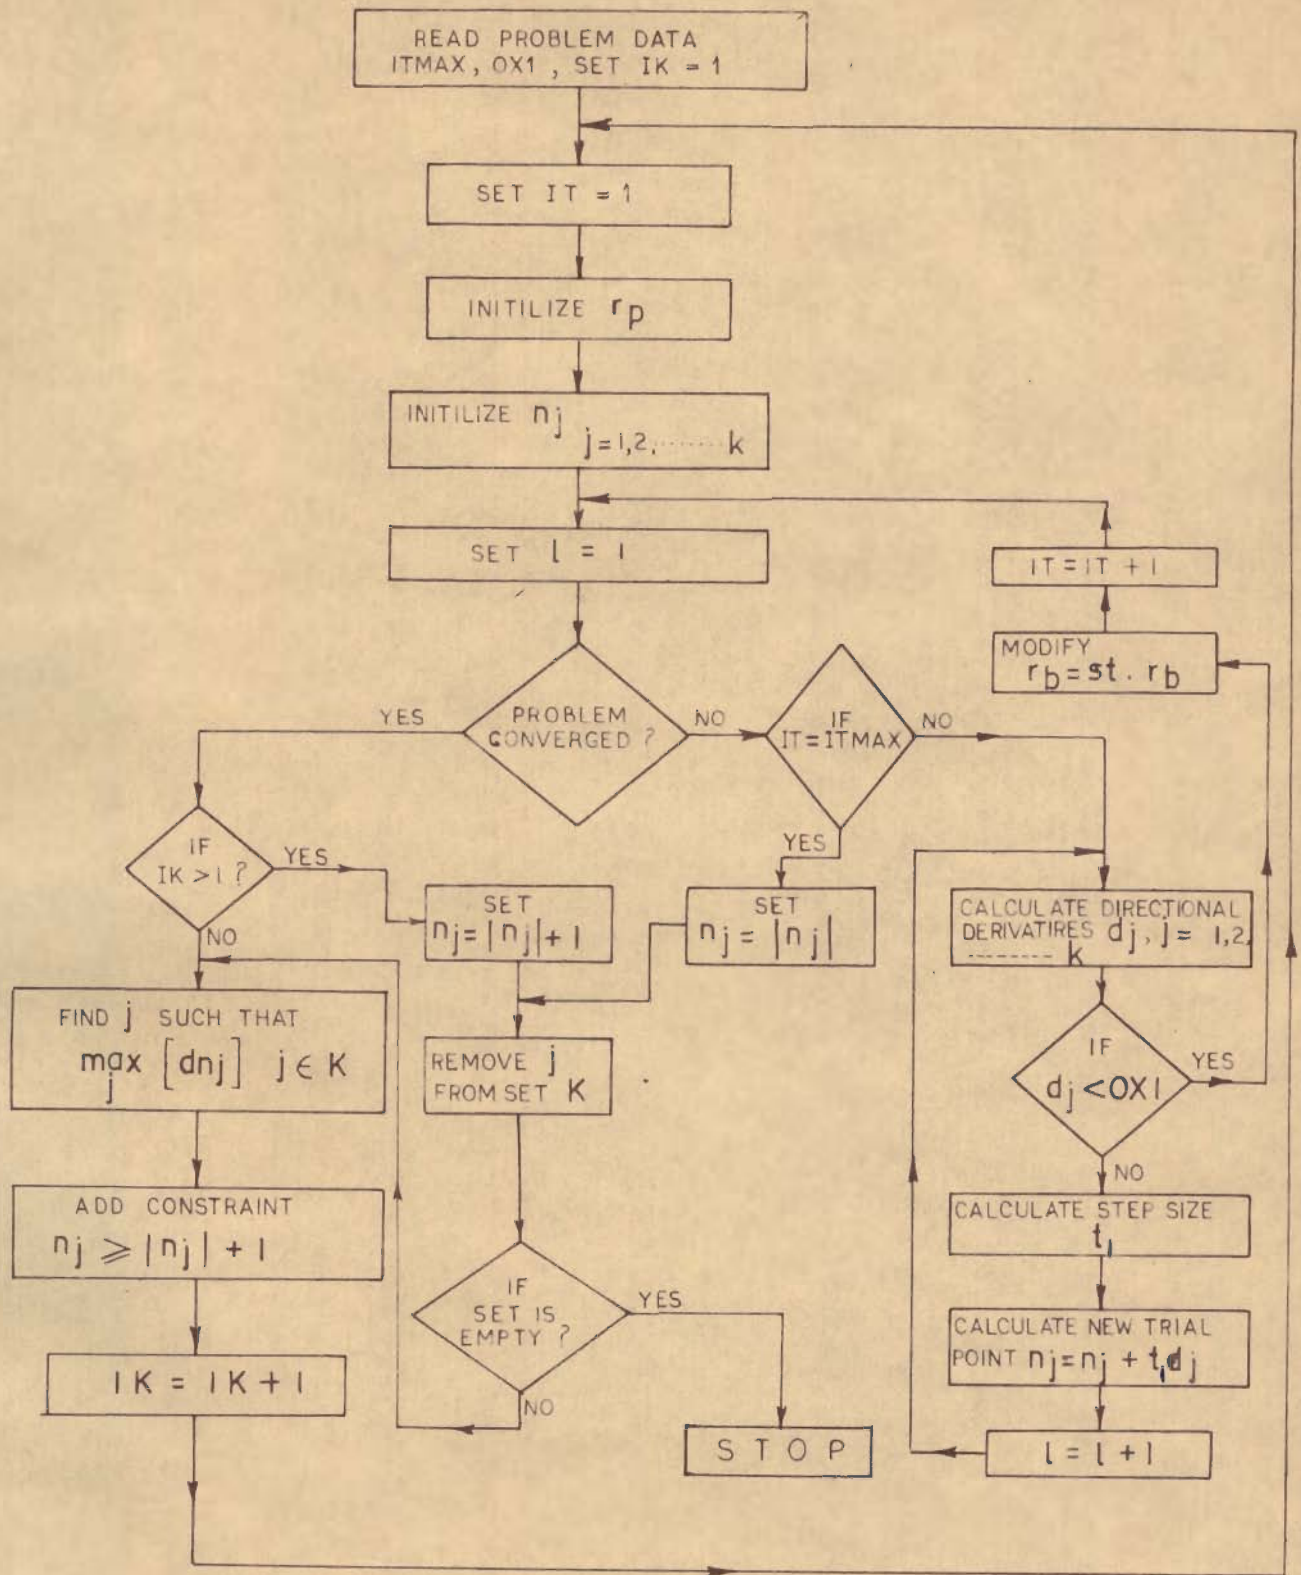 READ PROBLEM DATA
ITMAX, OX1, SET IK = 1
SET IT = 1
INITILIZE rp
INITILIZE nj
j=1,2,........k
SET l = 1
IT = IT + 1
MODIFY
rb = st . rb
PROBLEM
CONVERGED ?
YES
NO
IF
IT = ITMAX
NO
YES
IF
IK > 1 ?
YES
NO
SET
nj = |nj| + 1
SET
nj = |nj|
CALCULATE DIRECTIONAL
DERIVATIRES dj, j = 1,2,
-------- k
FIND j SUCH THAT
max [dnj] j ∈ K
j
REMOVE j
FROM SET K
IF
dj < OX1
YES
NO
ADD CONSTRAINT
nj ⩾ |nj| + 1
CALCULATE STEP SIZE
tl
IF
SET IS
EMPTY ?
YES
NO
CALCULATE NEW TRIAL
POINT nj = nj + tl dj
IK = IK + 1
STOP
l = l + 1